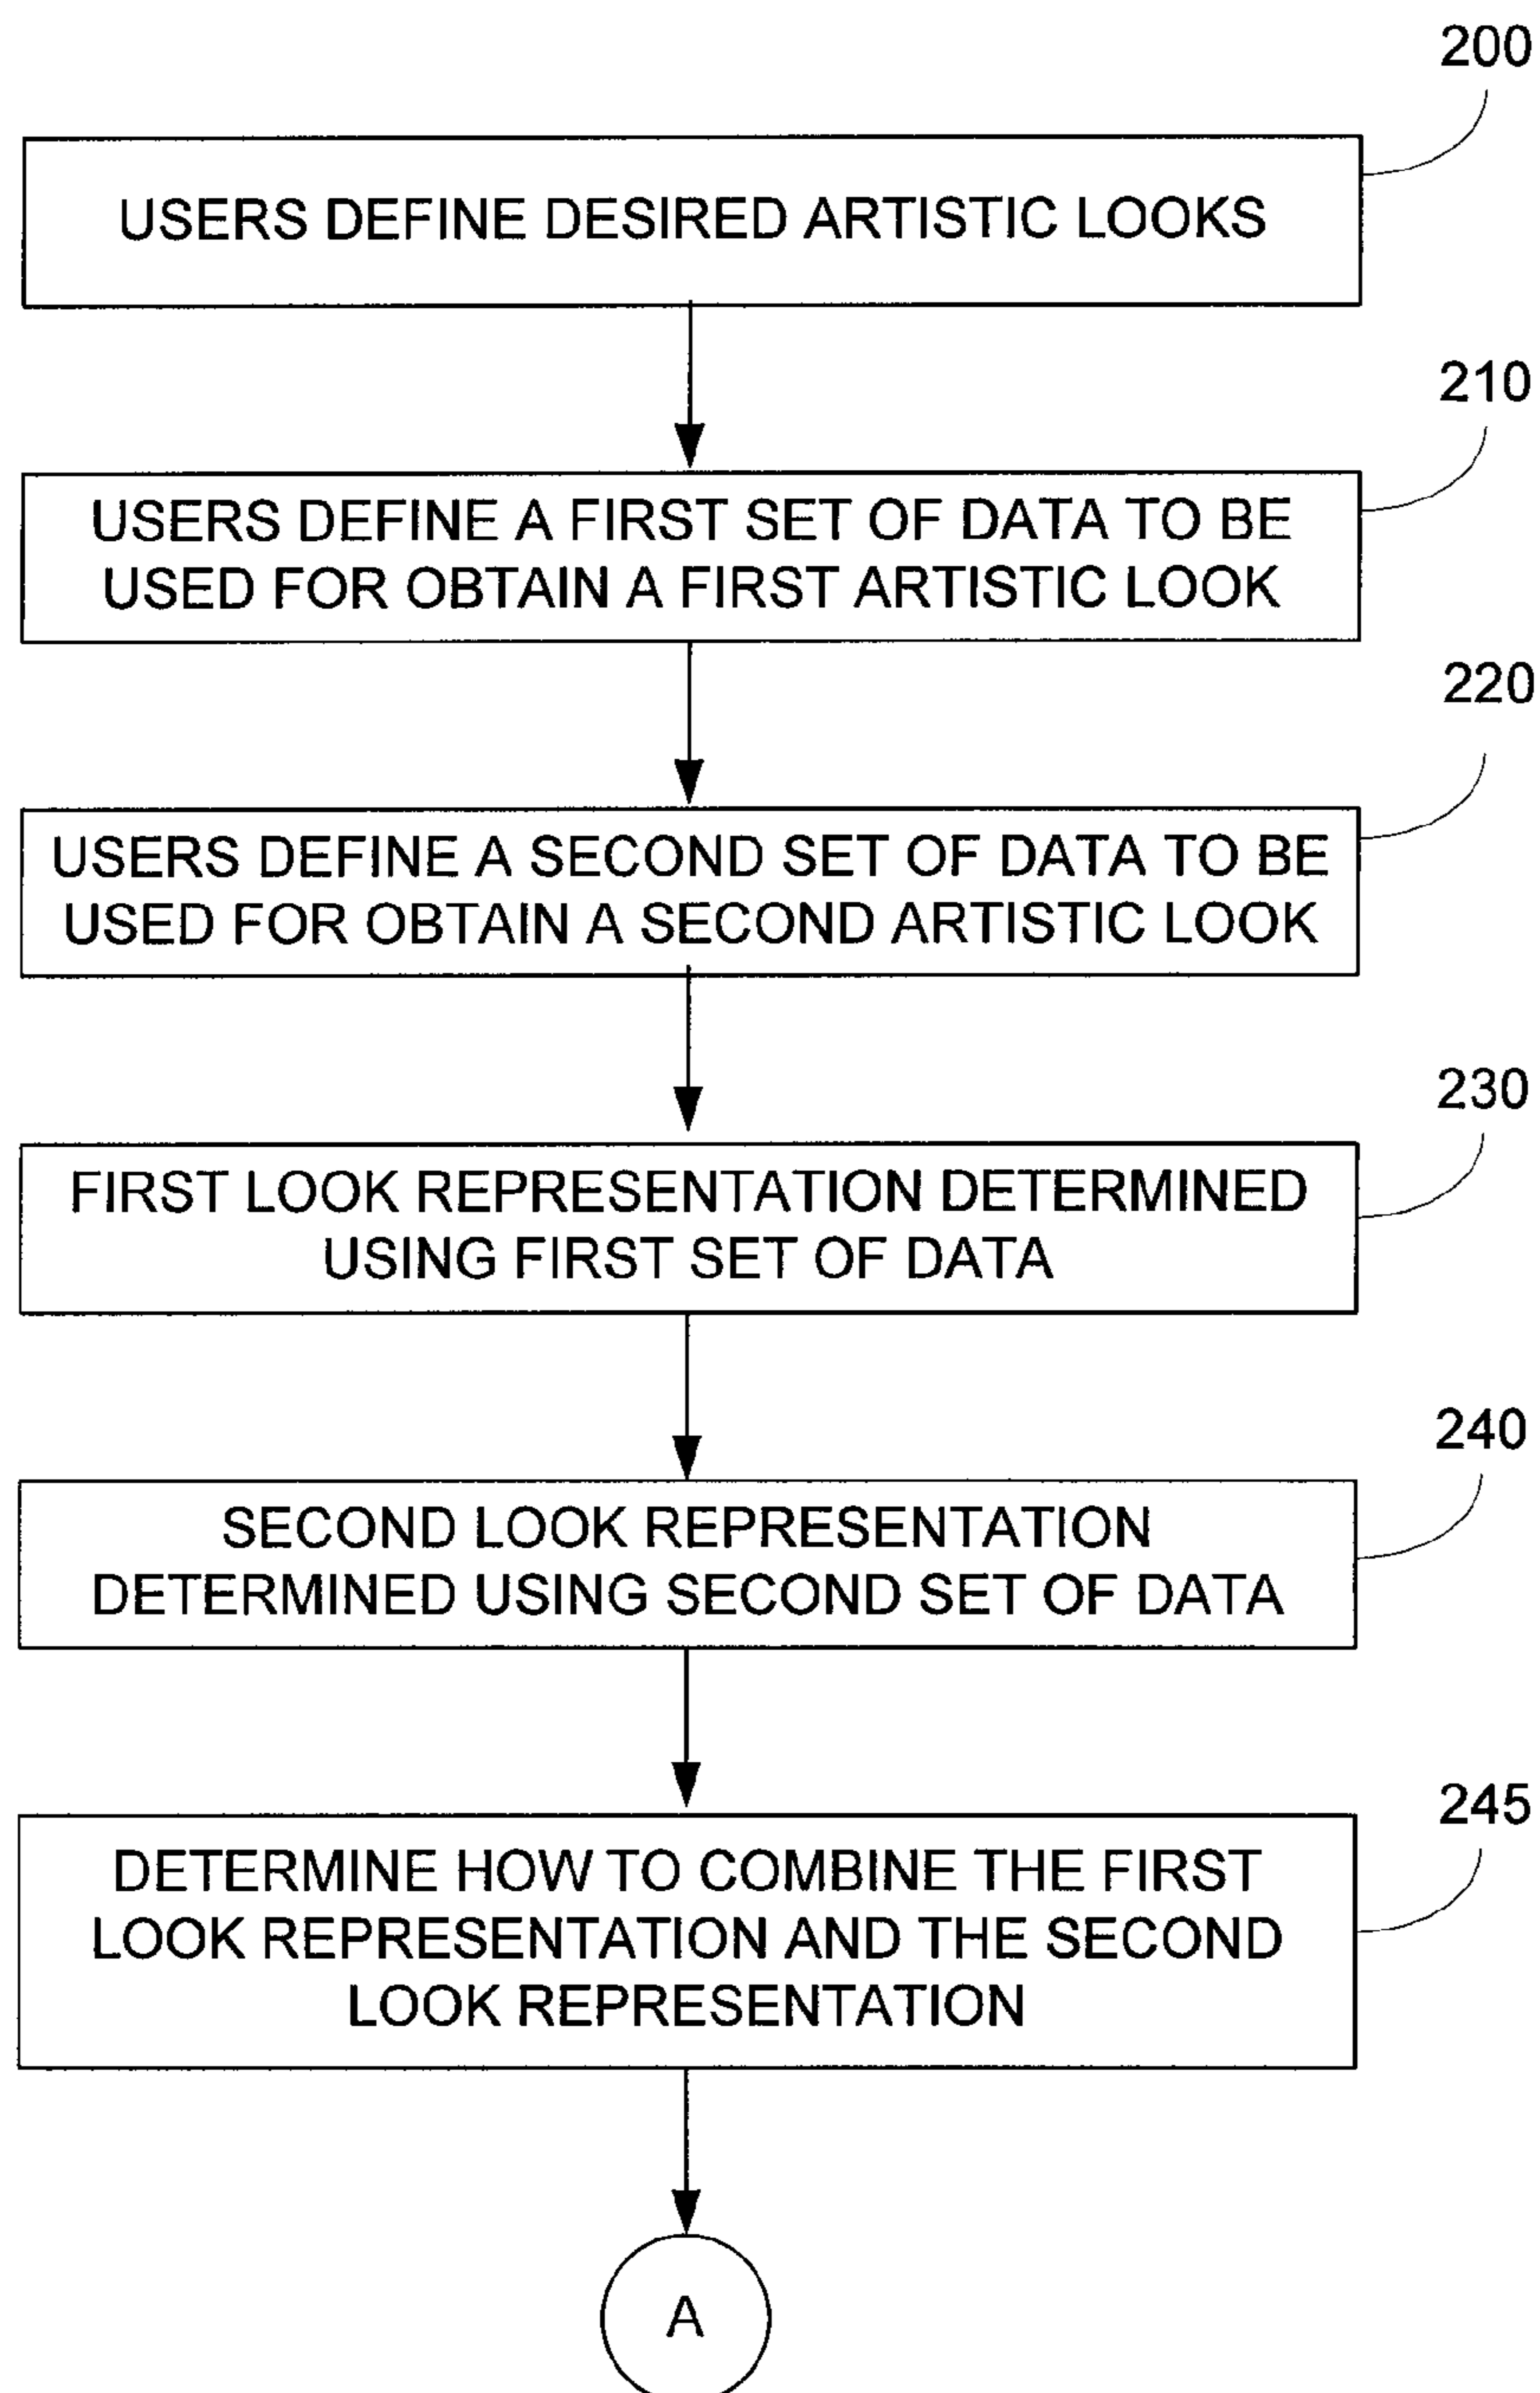 200
USERS DEFINE DESIRED ARTISTIC LOOKS
210
USERS DEFINE A FIRST SET OF DATA TO BE
USED FOR OBTAIN A FIRST ARTISTIC LOOK
220
USERS DEFINE A SECOND SET OF DATA TO BE
USED FOR OBTAIN A SECOND ARTISTIC LOOK
230
FIRST LOOK REPRESENTATION DETERMINED
USING FIRST SET OF DATA
240
SECOND LOOK REPRESENTATION
DETERMINED USING SECOND SET OF DATA
245
DETERMINE HOW TO COMBINE THE FIRST
LOOK REPRESENTATION AND THE SECOND
LOOK REPRESENTATION
A